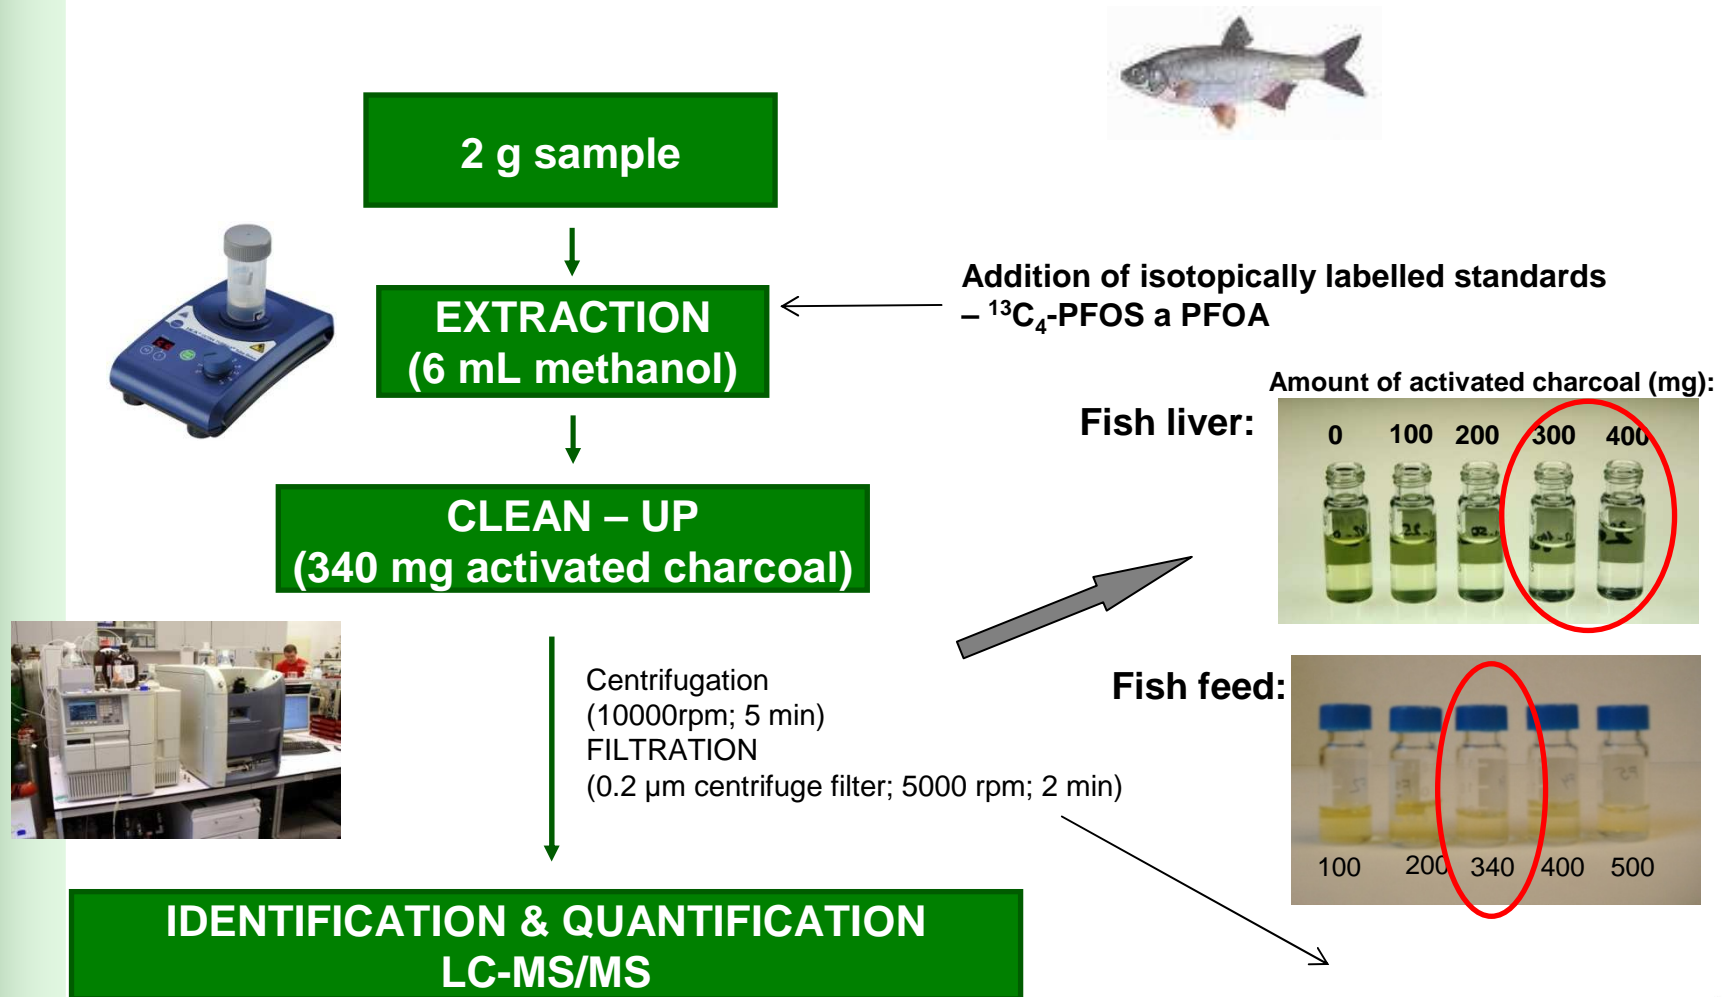 2 g sample
EXTRACTION
(6 mL methanol)
Addition of isotopically labelled standards
– ¹³C₄-PFOS a PFOA
CLEAN – UP
(340 mg activated charcoal)
Amount of activated charcoal (mg):
Fish liver:
0 100 200 300 400
Centrifugation
(10000rpm; 5 min)
FILTRATION
(0.2 µm centrifuge filter; 5000 rpm; 2 min)
Fish feed:
100 200 340 400 500
IDENTIFICATION & QUANTIFICATION
LC-MS/MS